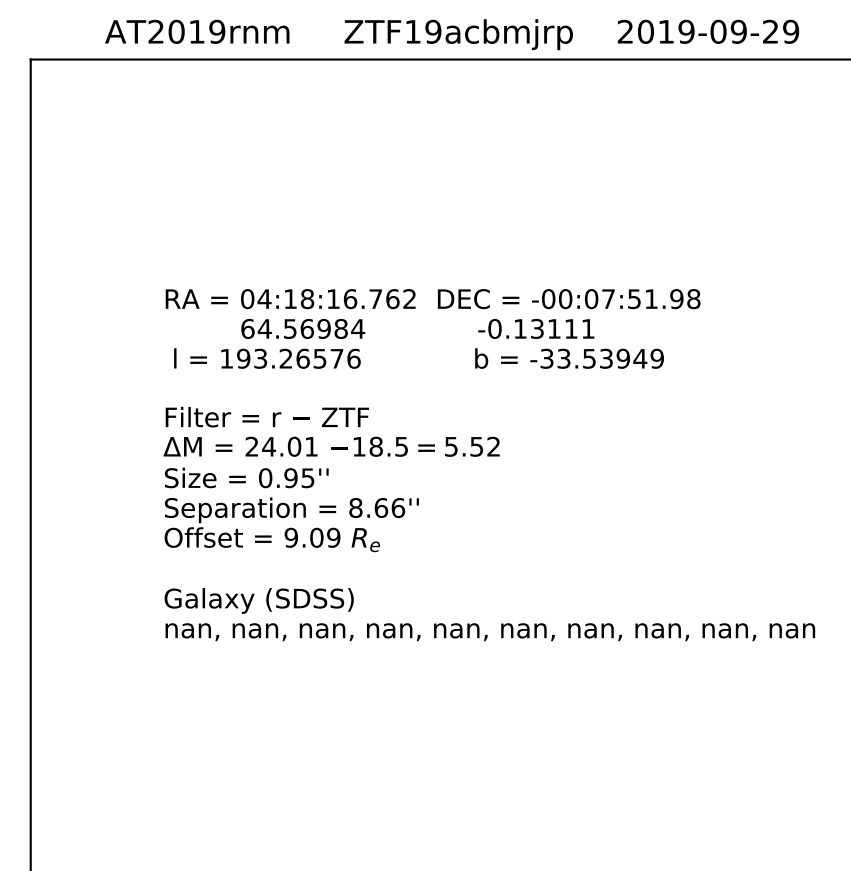 AT2019rnm ZTF19acbmjrp 2019-09-29
RA = 04:18:16.762 DEC = -00:07:51.98
64.56984 -0.13111
l = 193.26576 b = -33.53949
Filter = r − ZTF
ΔM = 24.01 −18.5 = 5.52
Size = 0.95''
Separation = 8.66''
Offset = 9.09 Re
Galaxy (SDSS)
nan, nan, nan, nan, nan, nan, nan, nan, nan, nan